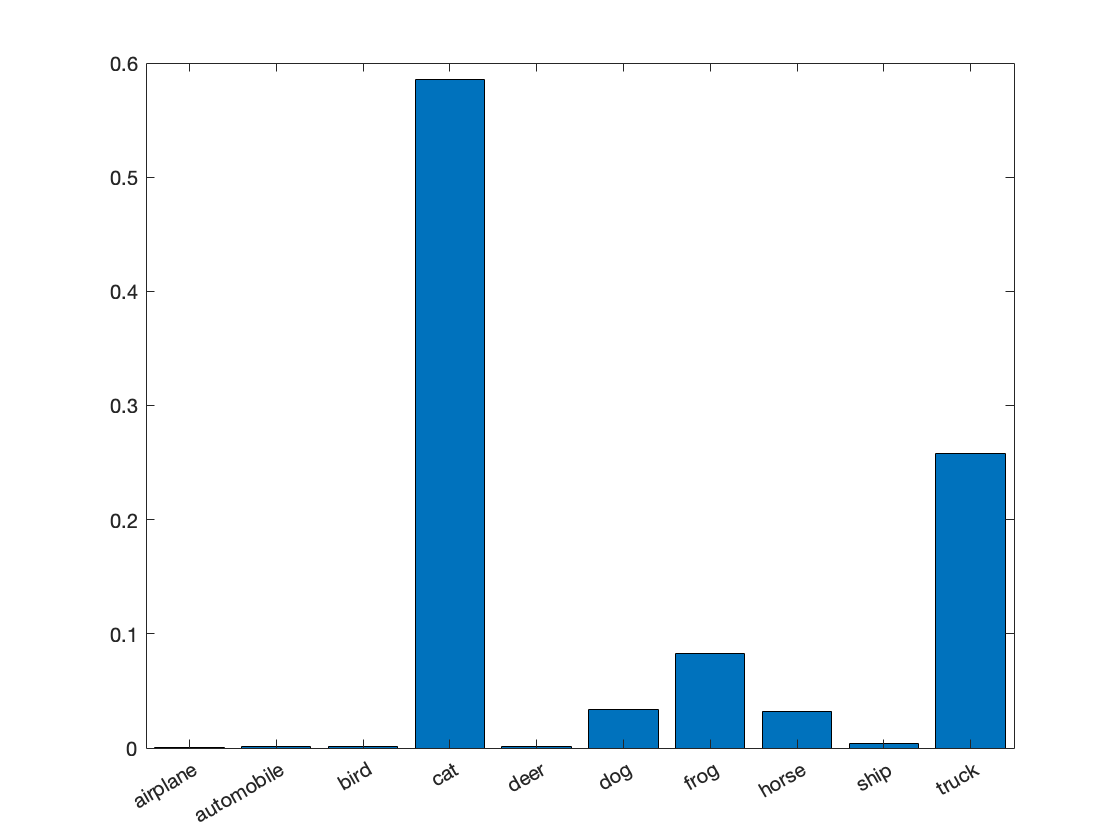 0.6
0.5
0.4
0.3
0.2
0.1
0
airplane
automobile
bird
cat
deer
dog
frog
horse
ship
truck